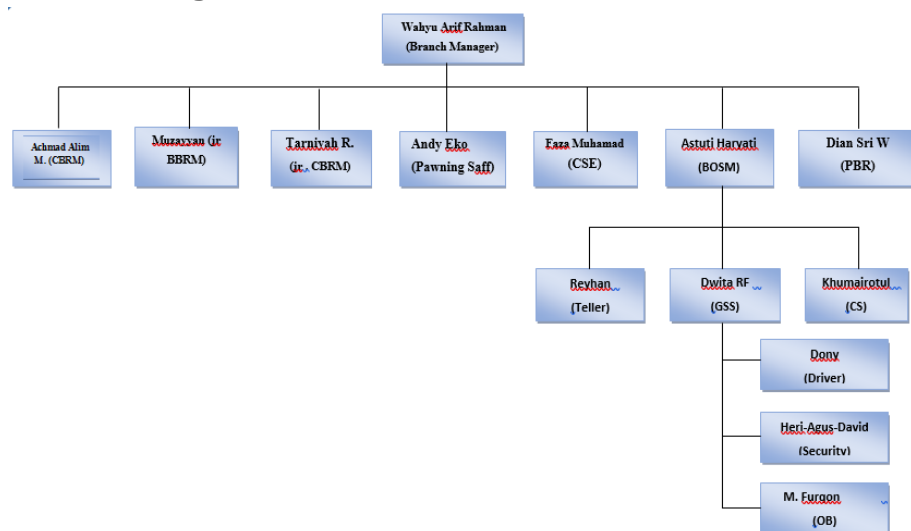 Wahyu Arif Rahman
(Branch Manager)
Achmad Alim
M. (CBRM)
Muzayyan (jr
BBRM)
Tarniyah R.
(jr. CBRM)
Andy Eko
(Pawning Saff)
Faza Muhamad
(CSE)
Astuti Haryati
(BOSM)
Dian Sri W
(PBR)
Reyhan
(Teller)
Dwita RF
(GSS)
Khumairotul
(CS)
Dony
(Driver)
Heri-Agus-David
(Security)
M. Furqon
(OB)